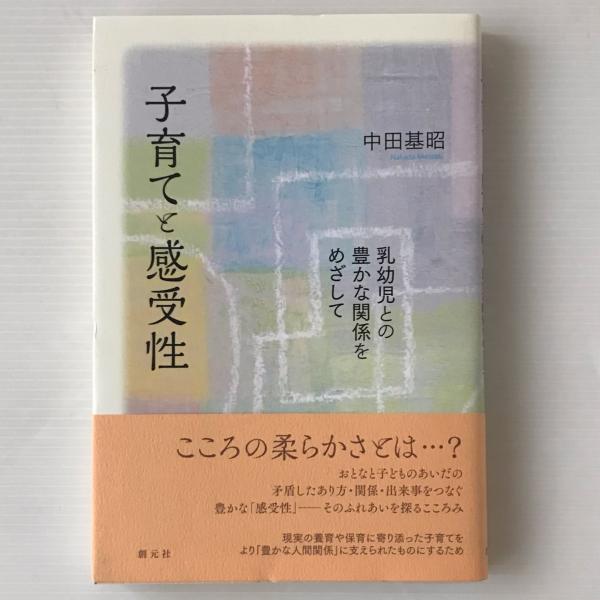 子育てと感受性
中田基昭
Nakada Motoaki
乳幼児との
豊かな関係を
めざして
こころの柔らかさとは…?
おとなと子どものあいだの
矛盾したあり方・関係・出来事をつなぐ
豊かな「感受性」――そのふれあいを探るこころみ
現実の養育や保育に寄り添った子育てを
より「豊かな人間関係」に支えられたものにするため
創元社